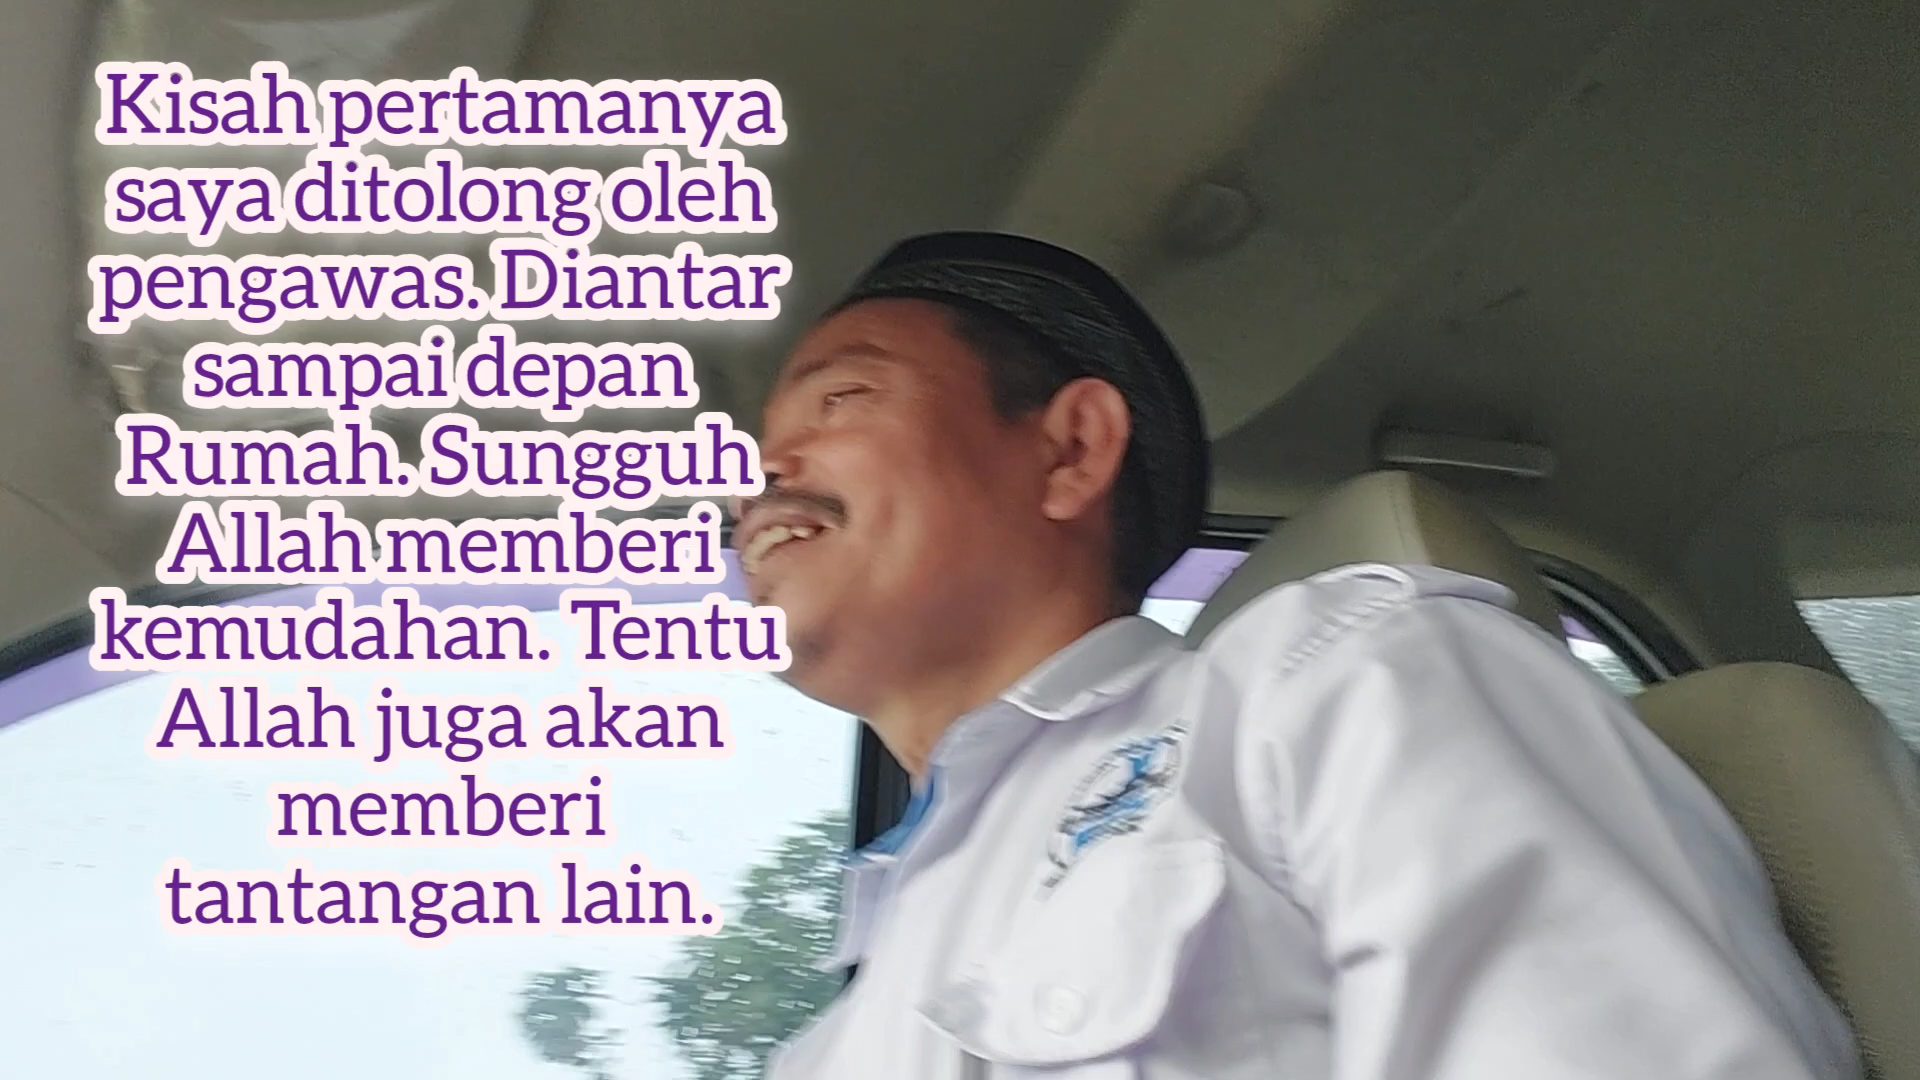 Kisah pertamanya
saya ditolong oleh
pengawas. Diantar
sampai depan
Rumah. Sungguh
Allah memberi
kemudahan. Tentu
Allah juga akan
memberi
tantangan lain.